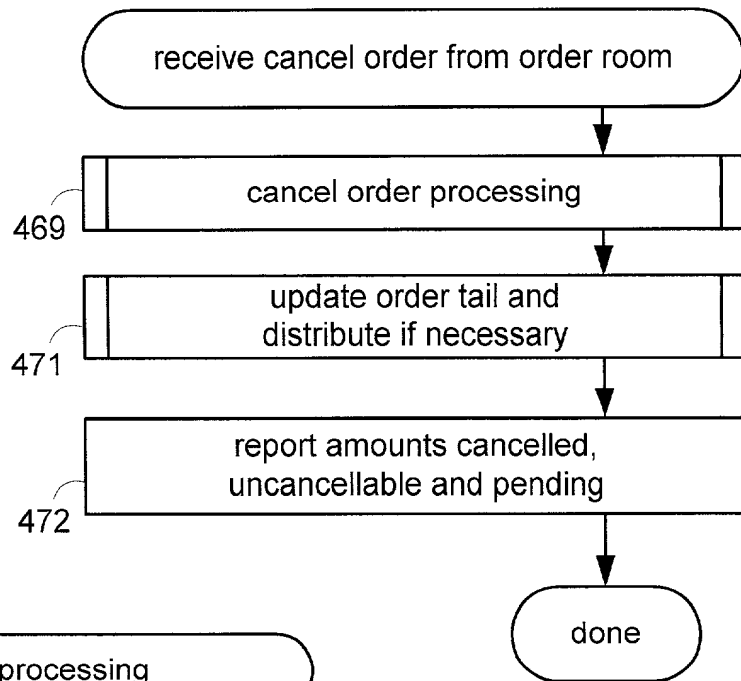 receive cancel order from order room
cancel order processing
469
update order tail and
distribute if necessary
471
report amounts cancelled,
uncancellable and pending
472
done
processing